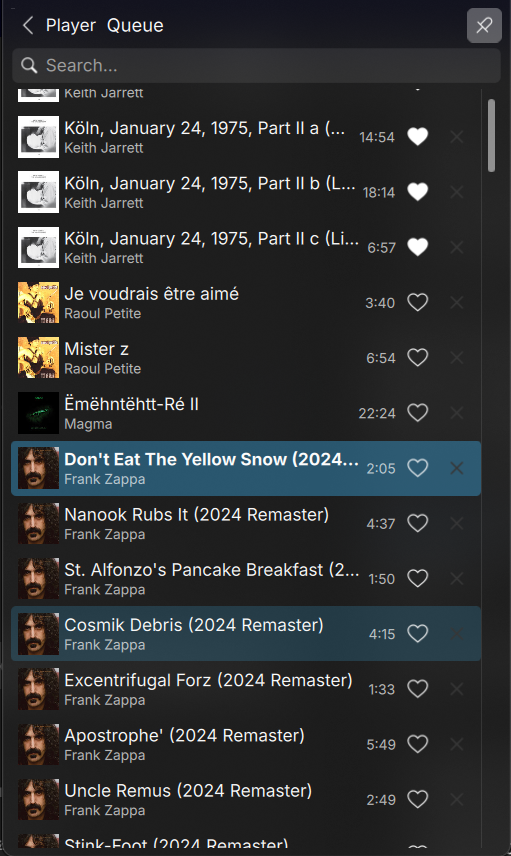 Player Queue
Search...
Keith Jarrett
Köln, January 24, 1975, Part II a (...
14:54
Keith Jarrett
Köln, January 24, 1975, Part II b (L...
18:14
Keith Jarrett
Köln, January 24, 1975, Part II c (Li...
6:57
Keith Jarrett
Je voudrais être aimé
3:40
Raoul Petite
Mister z
6:54
Raoul Petite
Ëmëhntëhtt-Ré II
22:24
Magma
Don't Eat The Yellow Snow (2024...
2:05
Frank Zappa
Nanook Rubs It (2024 Remaster)
4:37
Frank Zappa
St. Alfonzo's Pancake Breakfast (2...
1:50
Frank Zappa
Cosmik Debris (2024 Remaster)
4:15
Frank Zappa
Excentrifugal Forz (2024 Remaster)
1:33
Frank Zappa
Apostrophe' (2024 Remaster)
5:49
Frank Zappa
Uncle Remus (2024 Remaster)
2:49
Frank Zappa
Stink-Foot (2024 Remaster)